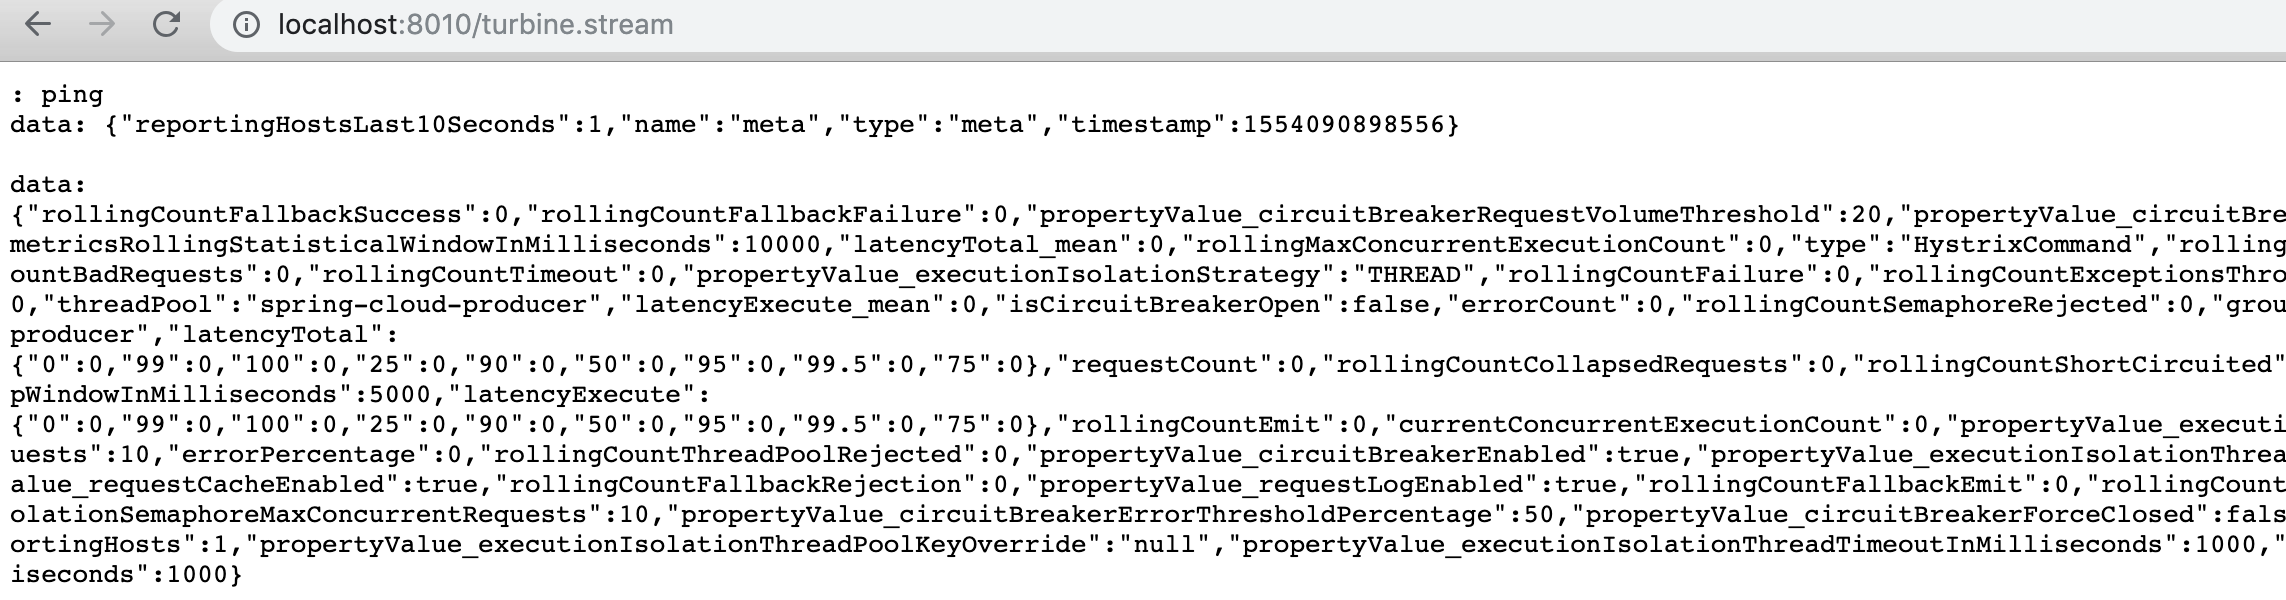 localhost:8010/turbine.stream
: ping
data: {"reportingHostsLast10Seconds":1,"name":"meta","type":"meta","timestamp":1554090898556}
data:
{"rollingCountFallbackSuccess":0,"rollingCountFallbackFailure":0,"propertyValue_circuitBreakerRequestVolumeThreshold":20,"propertyValue_circuitBre
metricsRollingStatisticalWindowInMilliseconds":10000,"latencyTotal_mean":0,"rollingMaxConcurrentExecutionCount":0,"type":"HystrixCommand","rolling
ountBadRequests":0,"rollingCountTimeout":0,"propertyValue_executionIsolationStrategy":"THREAD","rollingCountFailure":0,"rollingCountExceptionsThro
0,"threadPool":"spring-cloud-producer","latencyExecute_mean":0,"isCircuitBreakerOpen":false,"errorCount":0,"rollingCountSemaphoreRejected":0,"grou
producer","latencyTotal":
{"0":0,"99":0,"100":0,"25":0,"90":0,"50":0,"95":0,"99.5":0,"75":0},"requestCount":0,"rollingCountCollapsedRequests":0,"rollingCountShortCircuited"
pWindowInMilliseconds":5000,"latencyExecute":
{"0":0,"99":0,"100":0,"25":0,"90":0,"50":0,"95":0,"99.5":0,"75":0},"rollingCountEmit":0,"currentConcurrentExecutionCount":0,"propertyValue_executi
uests":10,"errorPercentage":0,"rollingCountThreadPoolRejected":0,"propertyValue_circuitBreakerEnabled":true,"propertyValue_executionIsolationThrea
alue_requestCacheEnabled":true,"rollingCountFallbackRejection":0,"propertyValue_requestLogEnabled":true,"rollingCountFallbackEmit":0,"rollingCount
olationSemaphoreMaxConcurrentRequests":10,"propertyValue_circuitBreakerErrorThresholdPercentage":50,"propertyValue_circuitBreakerForceClosed":fals
ortingHosts":1,"propertyValue_executionIsolationThreadPoolKeyOverride":"null","propertyValue_executionIsolationThreadTimeoutInMilliseconds":1000,"
iseconds":1000}